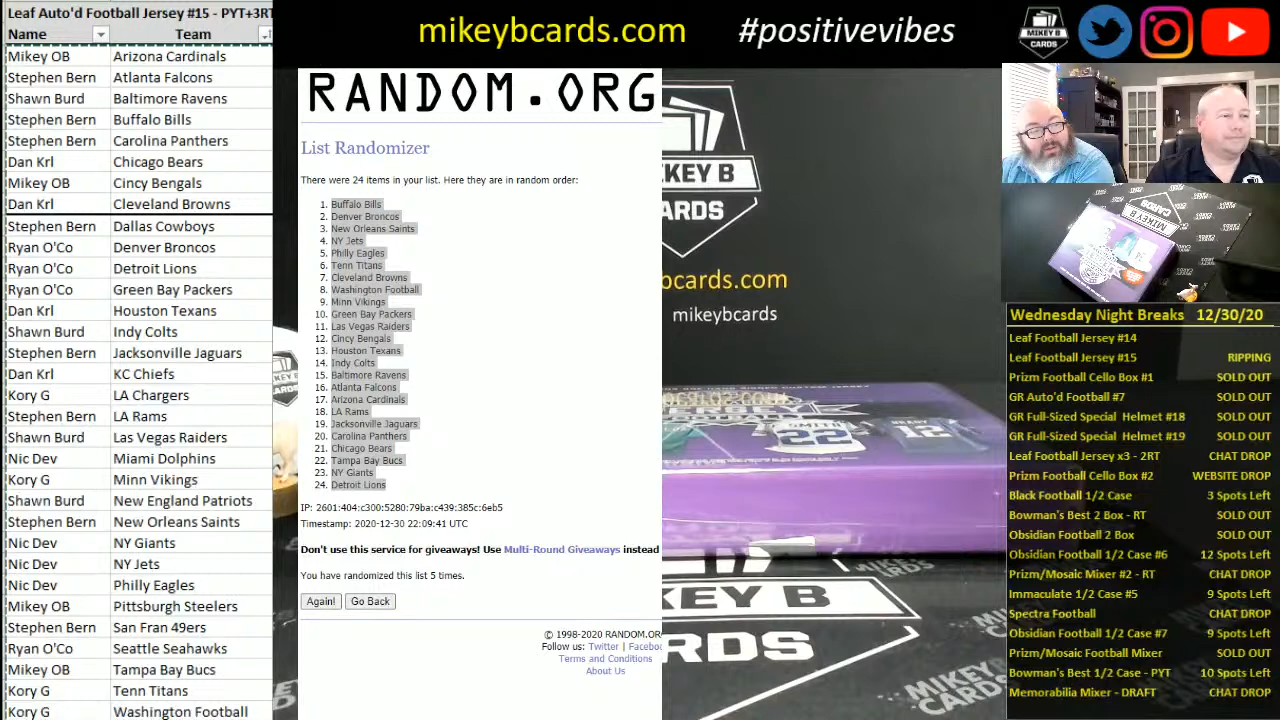 Leaf Auto'd Football Jersey #15 - PYT+3RT
Name Team
Mikey OB Arizona Cardinals
Stephen Bern Atlanta Falcons
Shawn Burd Baltimore Ravens
Stephen Bern Buffalo Bills
Stephen Bern Carolina Panthers
Dan Krl Chicago Bears
Mikey OB Cincy Bengals
Dan Krl Cleveland Browns
Stephen Bern Dallas Cowboys
Ryan O'Co Denver Broncos
Ryan O'Co Detroit Lions
Ryan O'Co Green Bay Packers
Dan Krl Houston Texans
Shawn Burd Indy Colts
Stephen Bern Jacksonville Jaguars
Dan Krl KC Chiefs
Kory G LA Chargers
Stephen Bern LA Rams
Shawn Burd Las Vegas Raiders
Nic Dev Miami Dolphins
Kory G Minn Vikings
Shawn Burd New England Patriots
Stephen Bern New Orleans Saints
Nic Dev NY Giants
Nic Dev NY Jets
Nic Dev Philly Eagles
Mikey OB Pittsburgh Steelers
Stephen Bern San Fran 49ers
Ryan O'Co Seattle Seahawks
Mikey OB Tampa Bay Bucs
Kory G Tenn Titans
Kory G Washington Football
mikeybcards.com #positivevibes
MIKEY B
CARDS
RANDOM.ORG
List Randomizer
There were 24 items in your list. Here they are in random order:
1. Buffalo Bills
2. Denver Broncos
3. New Orleans Saints
4. NY Jets
5. Philly Eagles
6. Tenn Titans
7. Cleveland Browns
8. Washington Football
9. Minn Vikings
10. Green Bay Packers
11. Las Vegas Raiders
12. Cincy Bengals
13. Houston Texans
14. Indy Colts
15. Baltimore Ravens
16. Atlanta Falcons
17. Arizona Cardinals
18. LA Rams
19. Jacksonville Jaguars
20. Carolina Panthers
21. Chicago Bears
22. Tampa Bay Bucs
23. NY Giants
24. Detroit Lions
IP: 2601:404:c300:5280:79ba:c439:385c:6eb5
Timestamp: 2020-12-30 22:09:41 UTC
Don't use this service for giveaways! Use Multi-Round Giveaways instead
You have randomized this list 5 times.
Again! Go Back
© 1998-2020 RANDOM.OR
Follow us: Twitter | Faceboo
Terms and Conditions
About Us
KEY B
ARDS
cards.com
mikeybcards
JERSEY
22
12
KEY B
RDS
MIKEY B
CARDS
Wednesday Night Breaks 12/30/20
Leaf Football Jersey #14
Leaf Football Jersey #15 RIPPING
Prizm Football Cello Box #1 SOLD OUT
GR Auto'd Football #7 SOLD OUT
GR Full-Sized Special Helmet #18 SOLD OUT
GR Full-Sized Special Helmet #19 SOLD OUT
Leaf Football Jersey x3 - 2RT CHAT DROP
Prizm Football Cello Box #2 WEBSITE DROP
Black Football 1/2 Case 3 Spots Left
Bowman's Best 2 Box - RT SOLD OUT
Obsidian Football 2 Box SOLD OUT
Obsidian Football 1/2 Case #6 12 Spots Left
Prizm/Mosaic Mixer #2 - RT CHAT DROP
Immaculate 1/2 Case #5 9 Spots Left
Spectra Football CHAT DROP
Obsidian Football 1/2 Case #7 9 Spots Left
Prizm/Mosaic Football Mixer SOLD OUT
Bowman's Best 1/2 Case - PYT 10 Spots Left
Memorabilia Mixer - DRAFT CHAT DROP